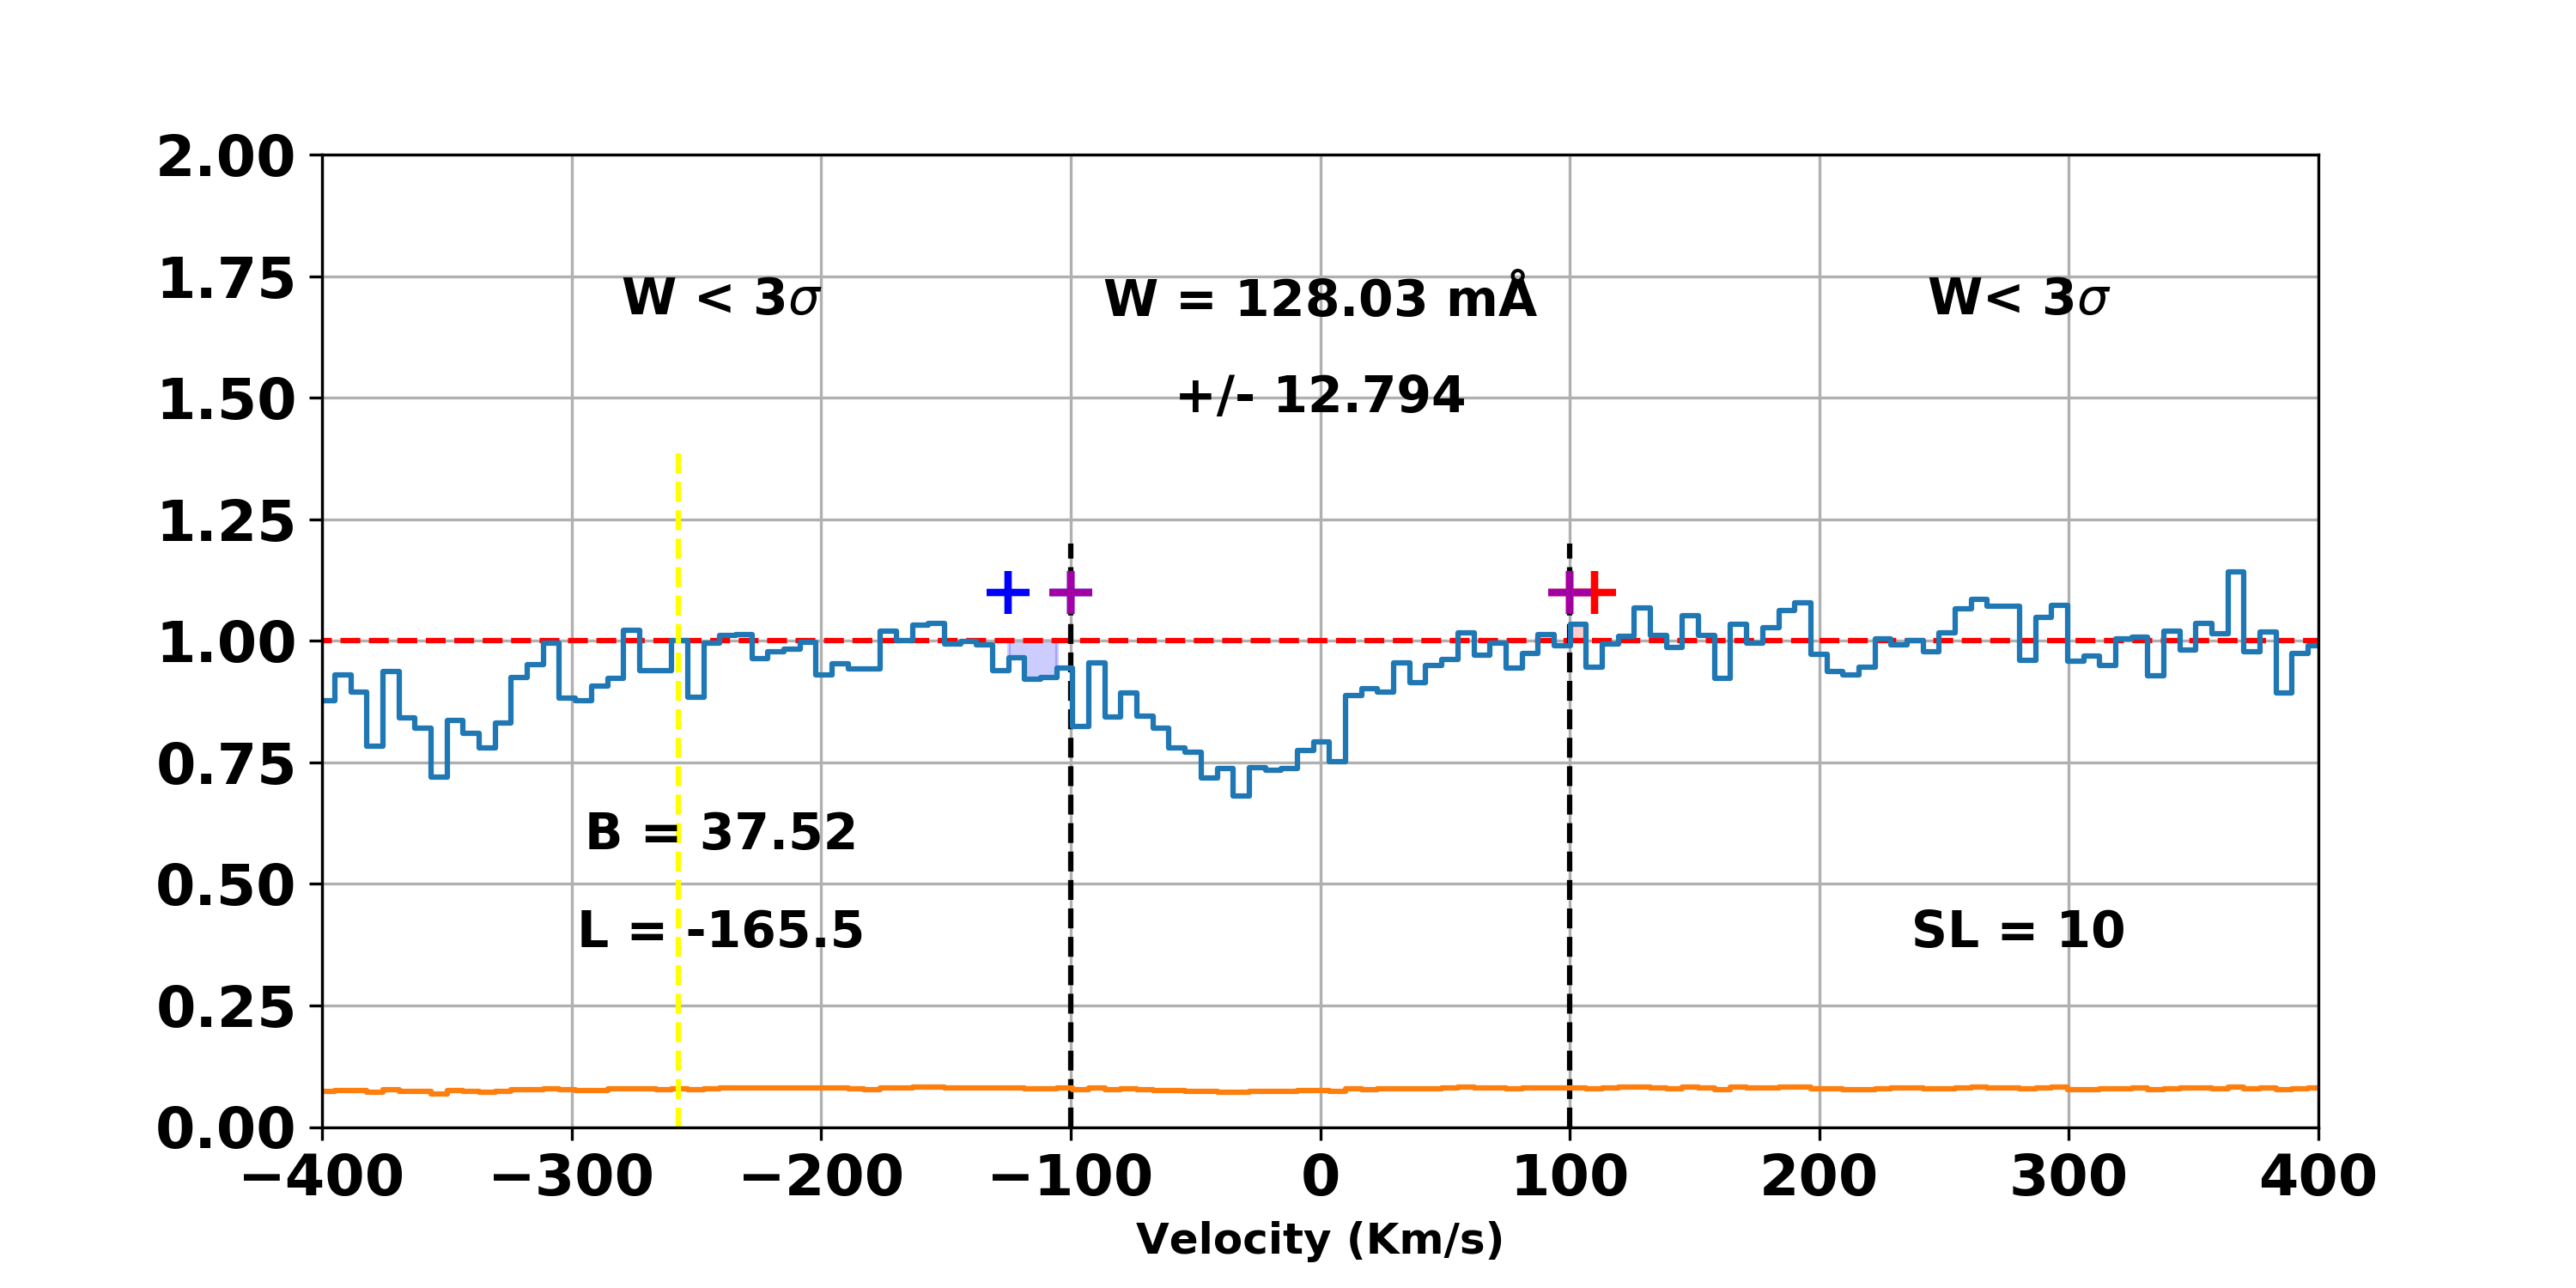 2.00
1.75
1.50
1.25
1.00
0.75
0.50
0.25
0.00
W < 3σ
W = 128.03 mÅ
+/- 12.794
W< 3σ
B = 37.52
L = -165.5
SL = 10
−400 −300 −200 −100 0 100 200 300 400
Velocity (Km/s)